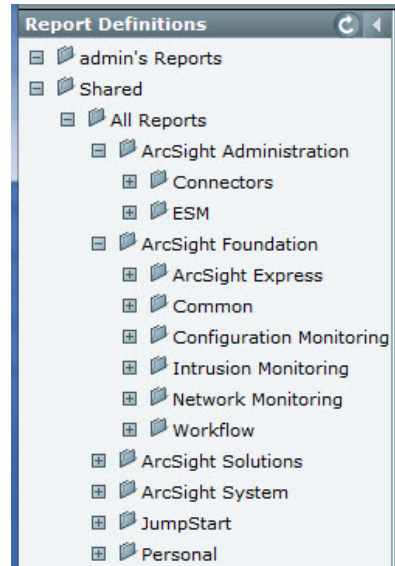 Report Definitions
admin's Reports
Shared
All Reports
ArcSight Administration
Connectors
ESM
ArcSight Foundation
ArcSight Express
Common
Configuration Monitoring
Intrusion Monitoring
Network Monitoring
Workflow
ArcSight Solutions
ArcSight System
JumpStart
Personal